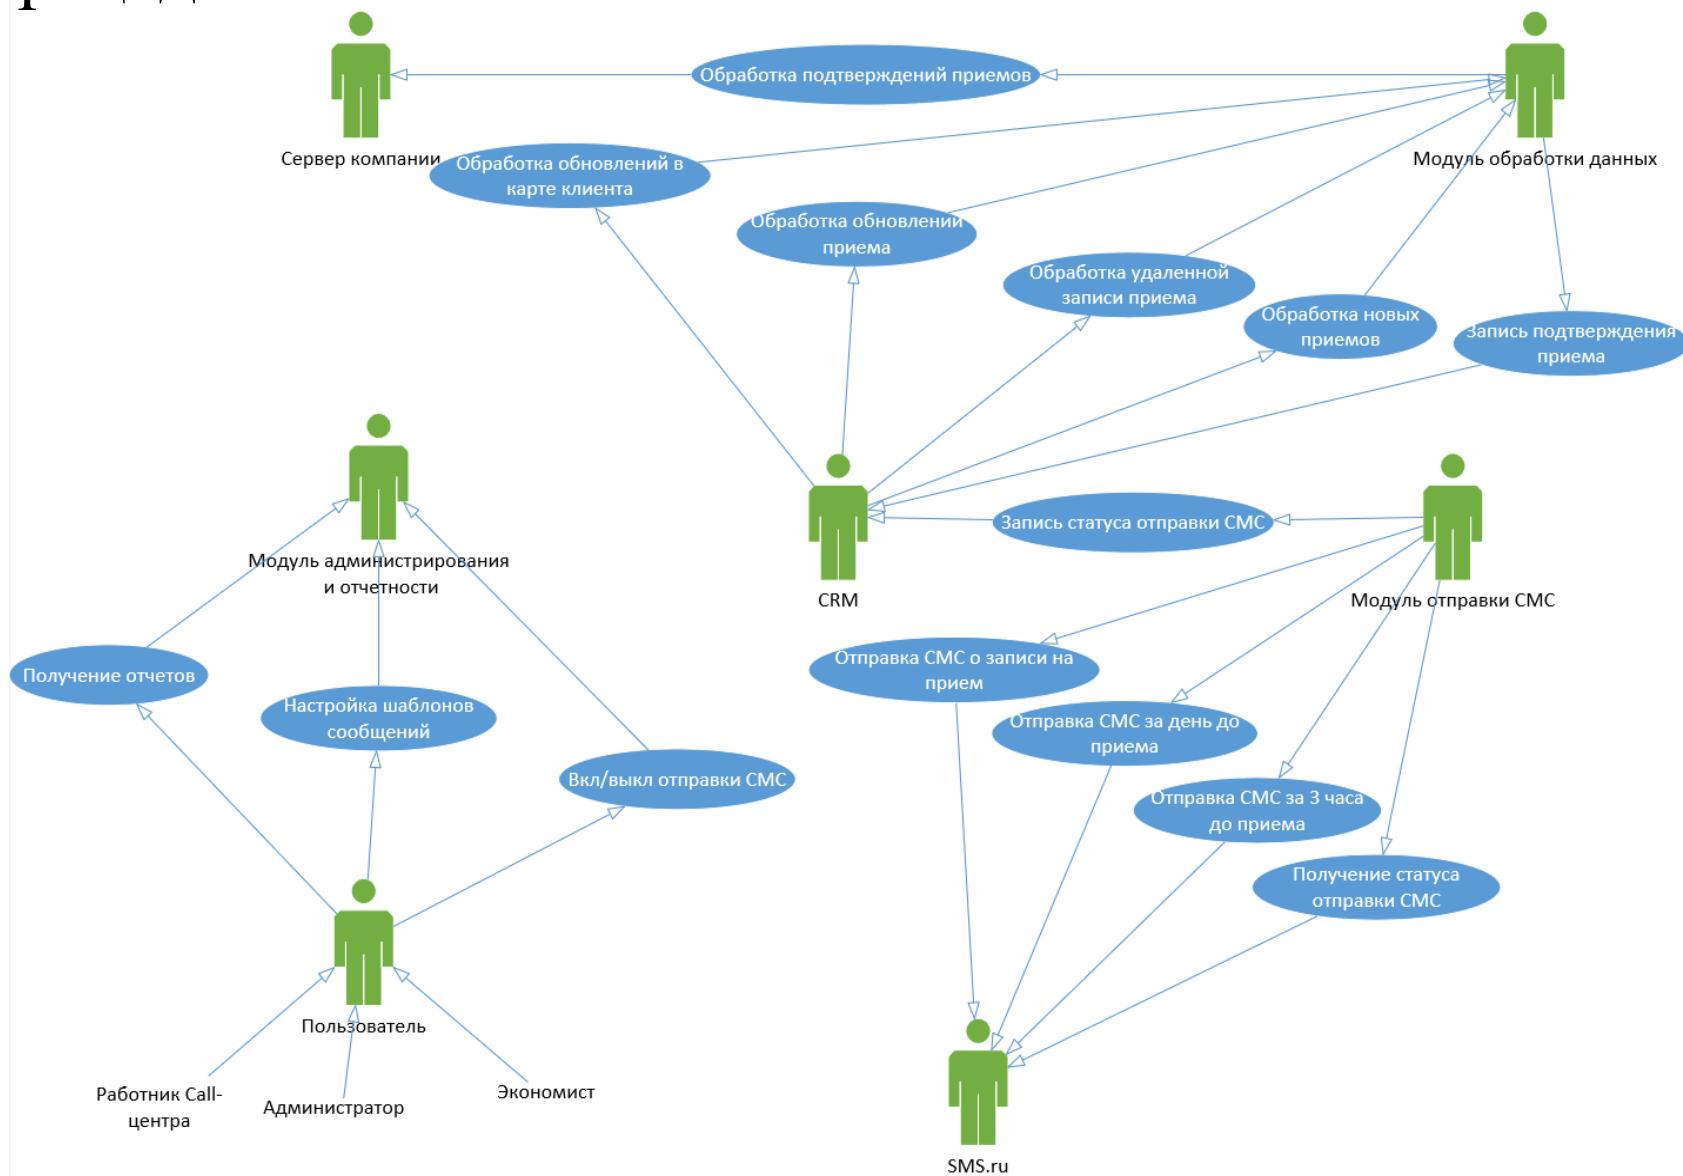 Обработка подтверждений приемов
Сервер компании
Модуль обработки данных
Обработка обновлений в
карте клиента
Обработка обновлений
приема
Обработка удаленной
записи приема
Обработка новых
приемов
Запись подтверждения
приема
Модуль администрирования
и отчетности
Запись статуса отправки СМС
CRM
Модуль отправки СМС
Получение отчетов
Настройка шаблонов
сообщений
Вкл/выкл отправки СМС
Отправка СМС о записи на
прием
Отправка СМС за день до
приема
Отправка СМС за 3 часа
до приема
Получение статуса
отправки СМС
Пользователь
Работник Call-
центра
Администратор
Экономист
SMS.ru